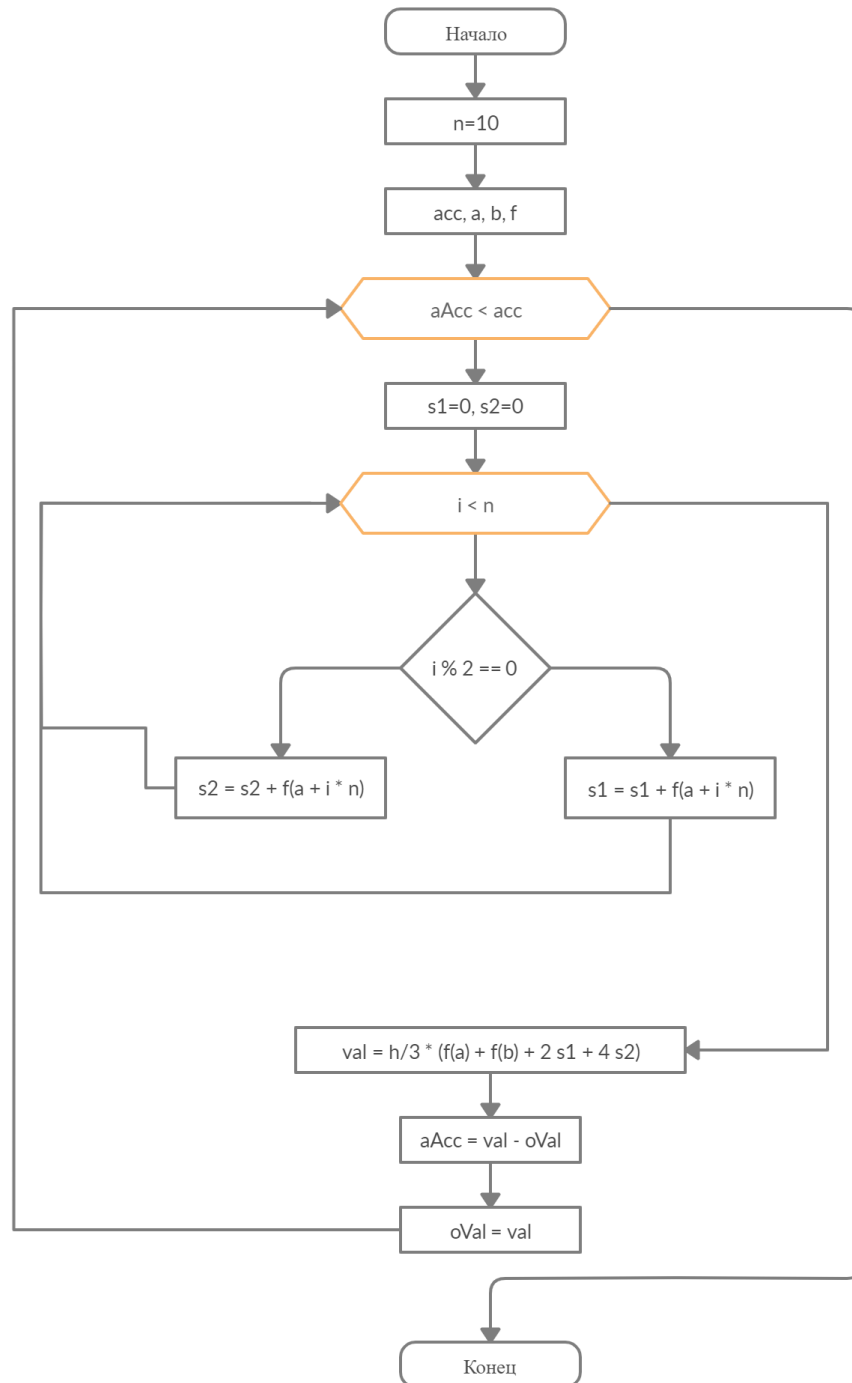 Начало
n=10
acc, a, b, f
aAcc < acc
s1=0, s2=0
i < n
i % 2 == 0
s2 = s2 + f(a + i * n)
s1 = s1 + f(a + i * n)
val = h/3 * (f(a) + f(b) + 2 s1 + 4 s2)
aAcc = val - oVal
oVal = val
Конец